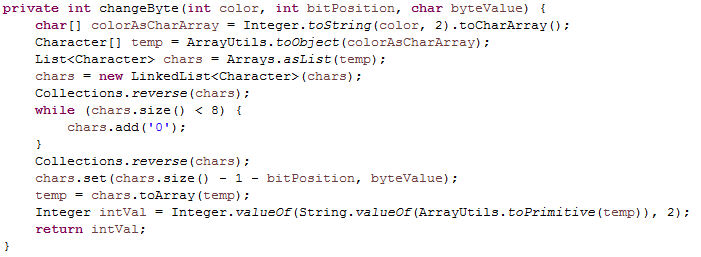 private int changeByte(int color, int bitPosition, char byteValue) {
    char[] colorAsCharArray = Integer.toString(color, 2).toCharArray();
    Character[] temp = ArrayUtils.toObject(colorAsCharArray);
    List<Character> chars = Arrays.asList(temp);
    chars = new LinkedList<Character>(chars);
    Collections.reverse(chars);
    while (chars.size() < 8) {
        chars.add('0');
    }
    Collections.reverse(chars);
    chars.set(chars.size() - 1 - bitPosition, byteValue);
    temp = chars.toArray(temp);
    Integer intVal = Integer.valueOf(String.valueOf(ArrayUtils.toPrimitive(temp)), 2);
    return intVal;
}